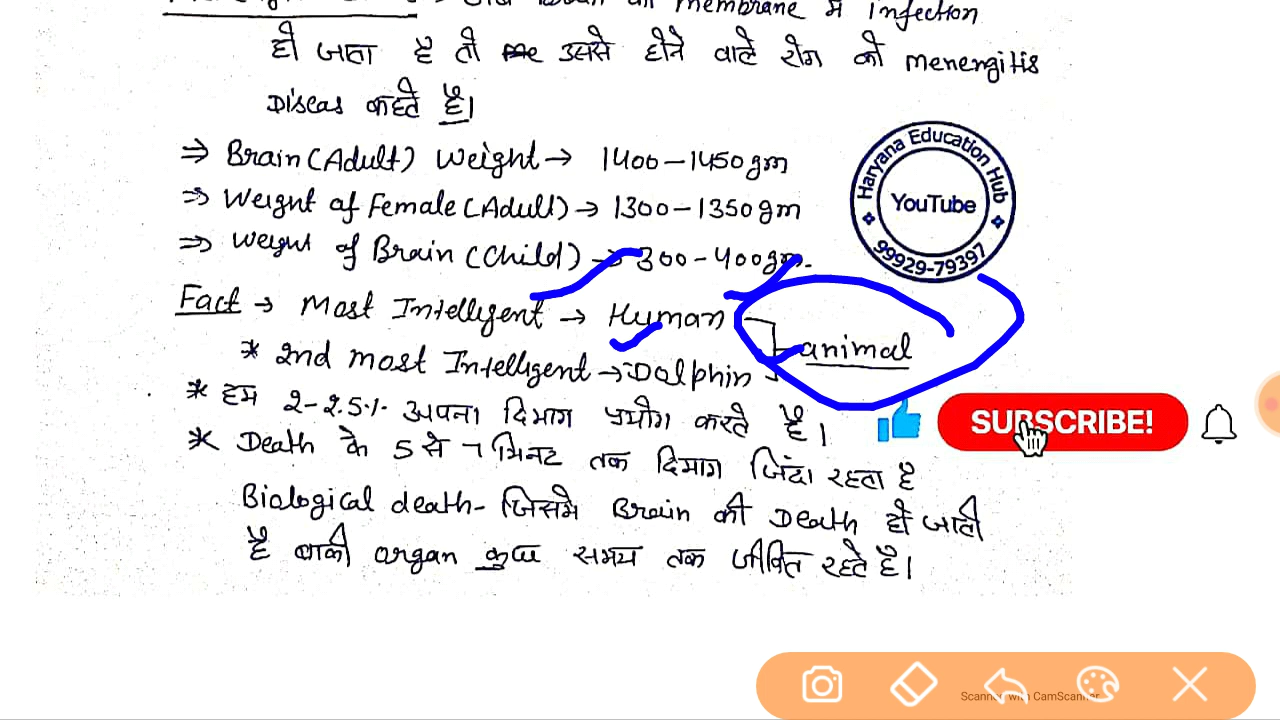 membrane में infection
हो जाता है तो उससे होने वाले रोग को menengitis
Diseas कहते है।
⇒ Brain (Adult) Weight → 1400-1450 gm
⇒ Weight of Female (Adult) → 1300-1350 gm
⇒ Weight of Brain (Child) → 300-400 gm.
Fact → Most Intelligent → Human
animal
* 2nd most Intelligent → Dolphin
* हम 2-2.5% अपना दिमाग प्रयोग करते है।
* Death के 5 से 7 मिनट तक दिमाग जिंदा रहता है
Biological death - जिसमे Brain की Death हो जाती
है बाकी organ कुछ समय तक जीवित रहते है।
Haryana Education Hub
YouTube
99929-79397
SUBSCRIBE!
Scanned with CamScanner